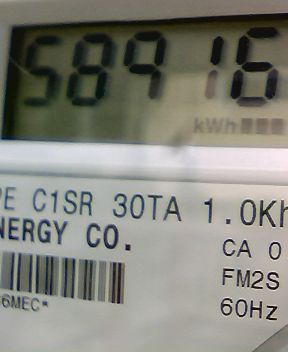 58916
kWh
PE C1SR 30TA 1.0Kh
NERGY CO.
CA 0
FM2S
6MEC*
60Hz